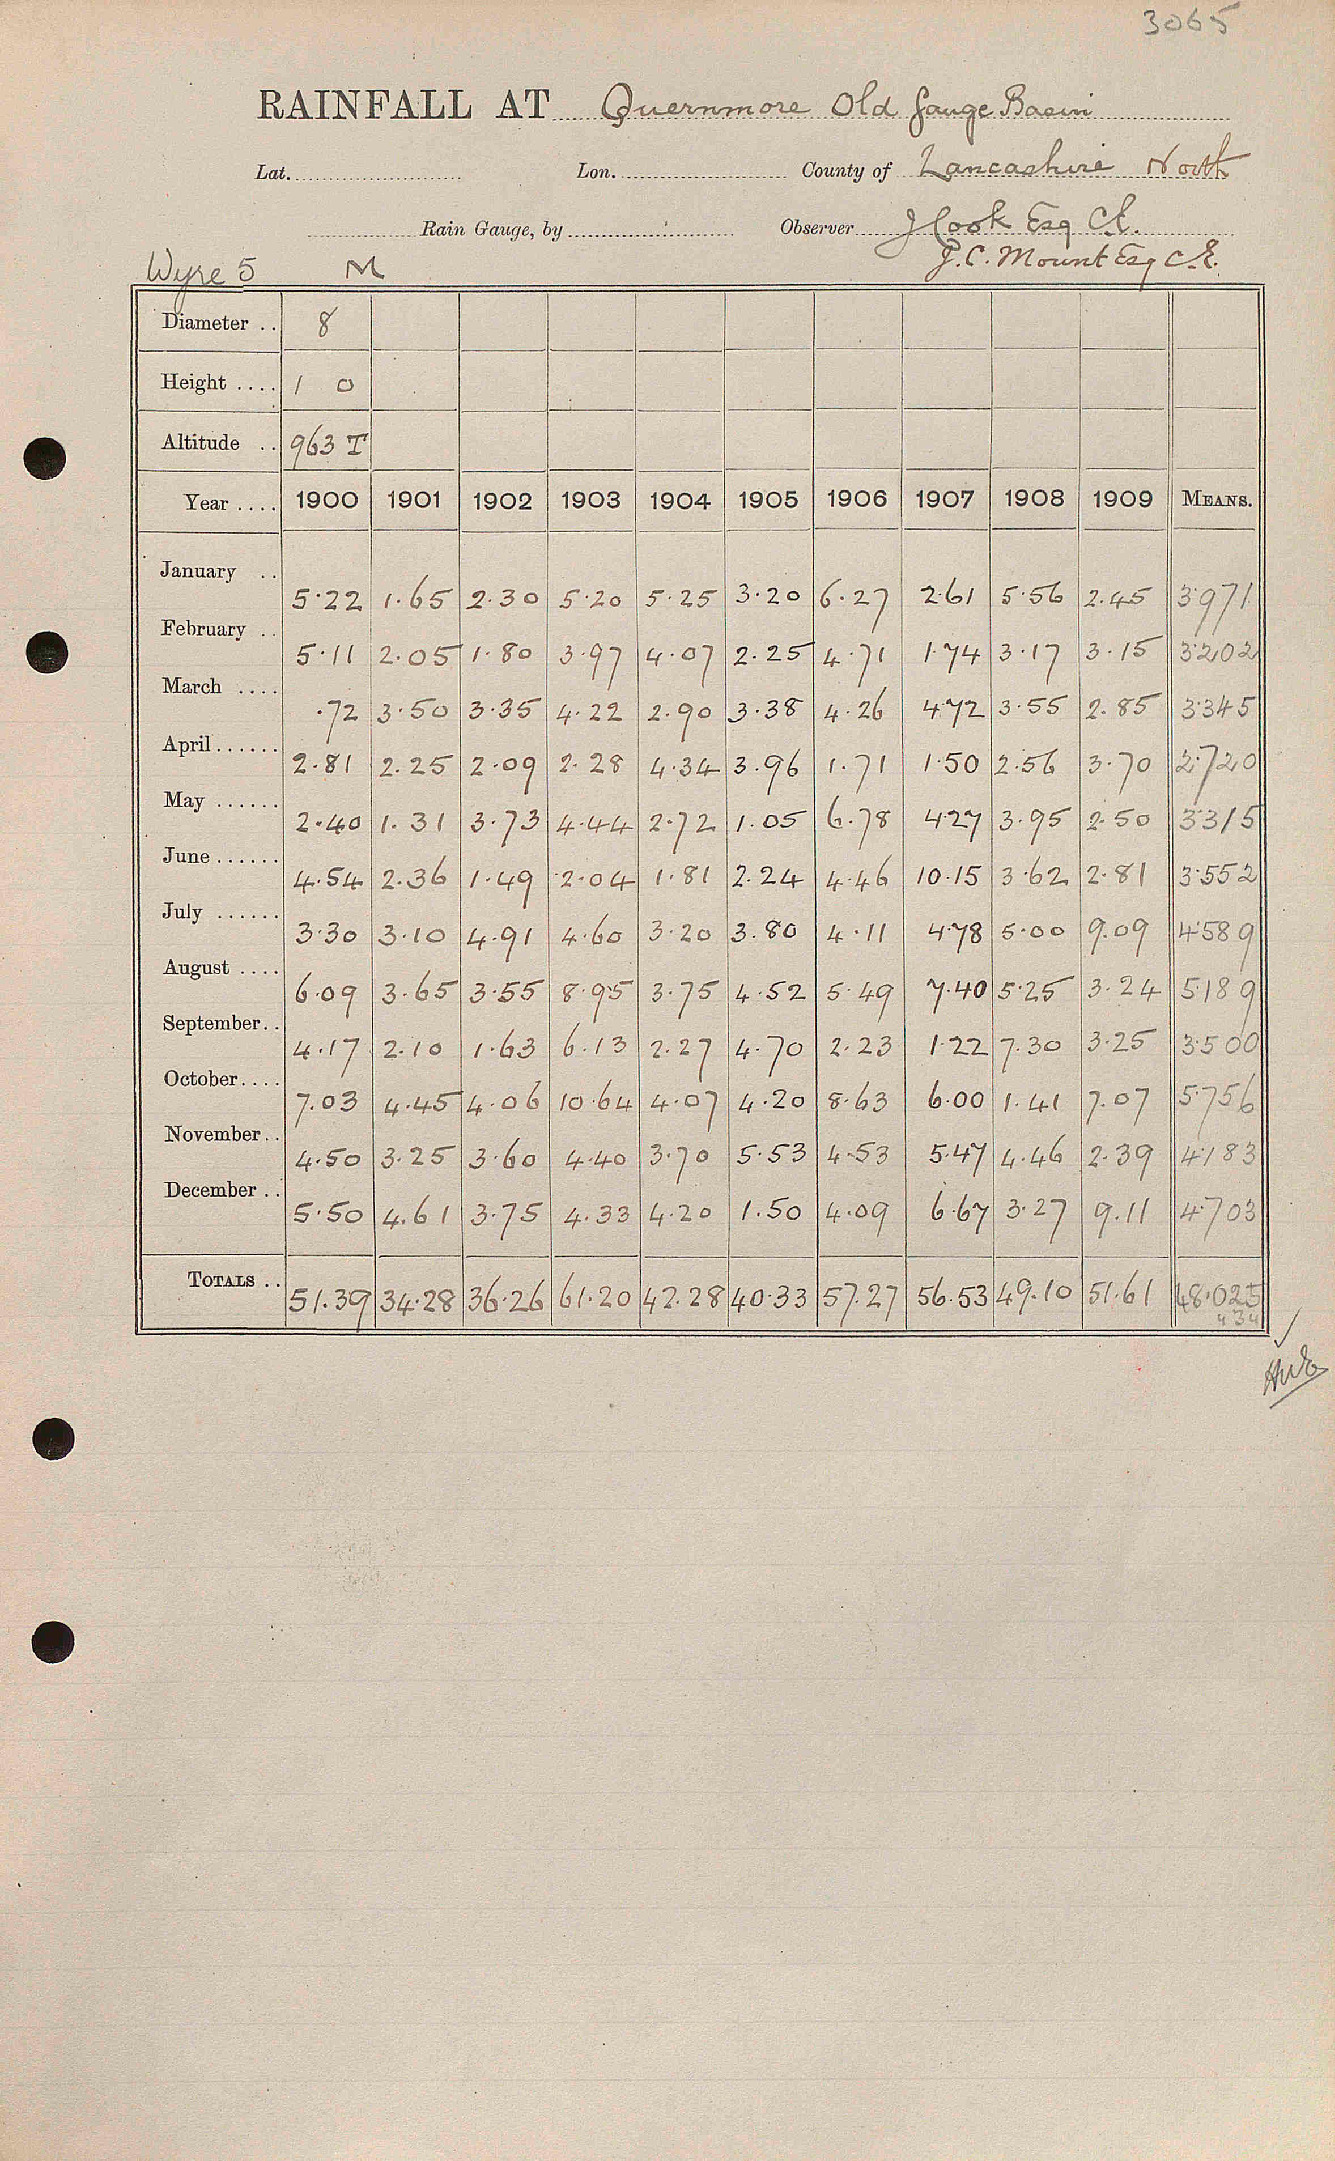 3065
RAINFALL AT Quernmore Old Gauge Basin
Lat. Lon. County of Lancashire North
Rain Gauge, by Observer J Cook Esq C.E.
J. C. Mount Esq C.E.
Wyre 5 M
Diameter .. 8
Height .... 1 0
Altitude .. 963 T
Year .... 1900 1901 1902 1903 1904 1905 1906 1907 1908 1909 MEANS.
January .. 5.22 1.65 2.30 5.20 5.25 3.20 6.27 2.61 5.56 2.45 3.971
February .. 5.11 2.05 1.80 3.97 4.07 2.25 4.71 1.74 3.17 3.15 3.202
March .... .72 3.50 3.35 4.22 2.90 3.38 4.26 4.72 3.55 2.85 3.345
April ...... 2.81 2.25 2.09 2.28 4.34 3.96 1.71 1.50 2.56 3.70 2.720
May ...... 2.40 1.31 3.73 4.44 2.72 1.05 6.78 4.27 3.95 2.50 3.315
June ...... 4.54 2.36 1.49 2.04 1.81 2.24 4.46 10.15 3.62 2.81 3.552
July ...... 3.30 3.10 4.91 4.60 3.20 3.80 4.11 4.78 5.00 9.09 4.589
August .... 6.09 3.65 3.55 8.95 3.75 4.52 5.49 7.40 5.25 3.24 5.189
September .. 4.17 2.10 1.63 6.13 2.27 4.70 2.23 1.22 7.30 3.25 3.500
October .... 7.03 4.45 4.06 10.64 4.07 4.20 8.63 6.00 1.41 7.07 5.756
November .. 4.50 3.25 3.60 4.40 3.70 5.53 4.53 5.47 4.46 2.39 4.183
December .. 5.50 4.61 3.75 4.33 4.20 1.50 4.09 6.67 3.27 9.11 4.703
TOTALS .. 51.39 34.28 36.26 61.20 42.28 40.33 57.27 56.53 49.10 51.61 48.025
434